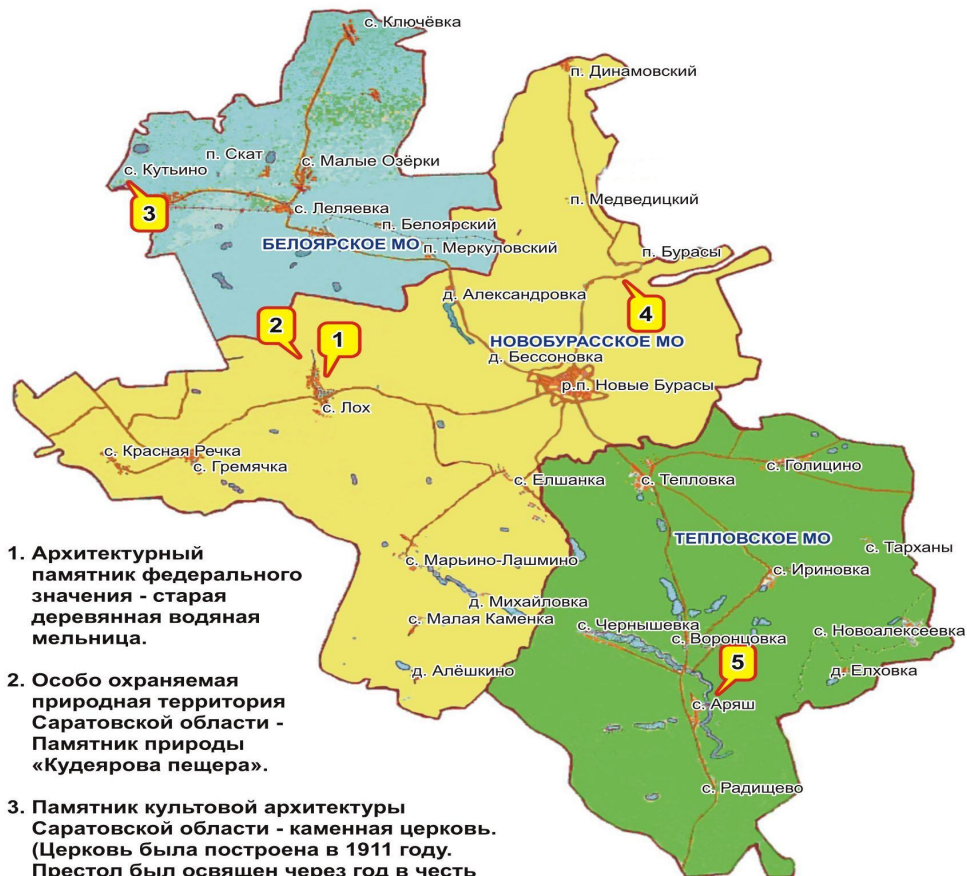 с. Ключёвка
п. Динамовский
п. Скат
с. Малые Озёрки
с. Кутьино
3
с. Леляевка
п. Медведицкий
п. Белоярский
БЕЛОЯРСКОЕ МО
п. Меркуловский
п. Бурасы
д. Александровка
4
2
1
НОВОБУРАССКОЕ МО
д. Бессоновка
р.п. Новые Бурасы
с. Лох
с. Красная Речка
с. Гремячка
с. Голицино
с. Елшанка
с. Тепловка
ТЕПЛОВСКОЕ МО
с. Тарханы
с. Марьино-Лашмино
с. Ириновка
д. Михайловка
с. Малая Каменка
с. Чернышевка
с. Воронцовка
с. Новоалексеевка
5
д. Алёшкино
д. Елховка
с. Аряш
с. Радищево
1. Архитектурный
памятник федерального
значения - старая
деревянная водяная
мельница.
2. Особо охраняемая
природная территория
Саратовской области -
Памятник природы
«Кудеярова пещера».
3. Памятник культовой архитектуры
Саратовской области - каменная церковь.
(Церковь была построена в 1911 году.
Престол был освящен через год в честь